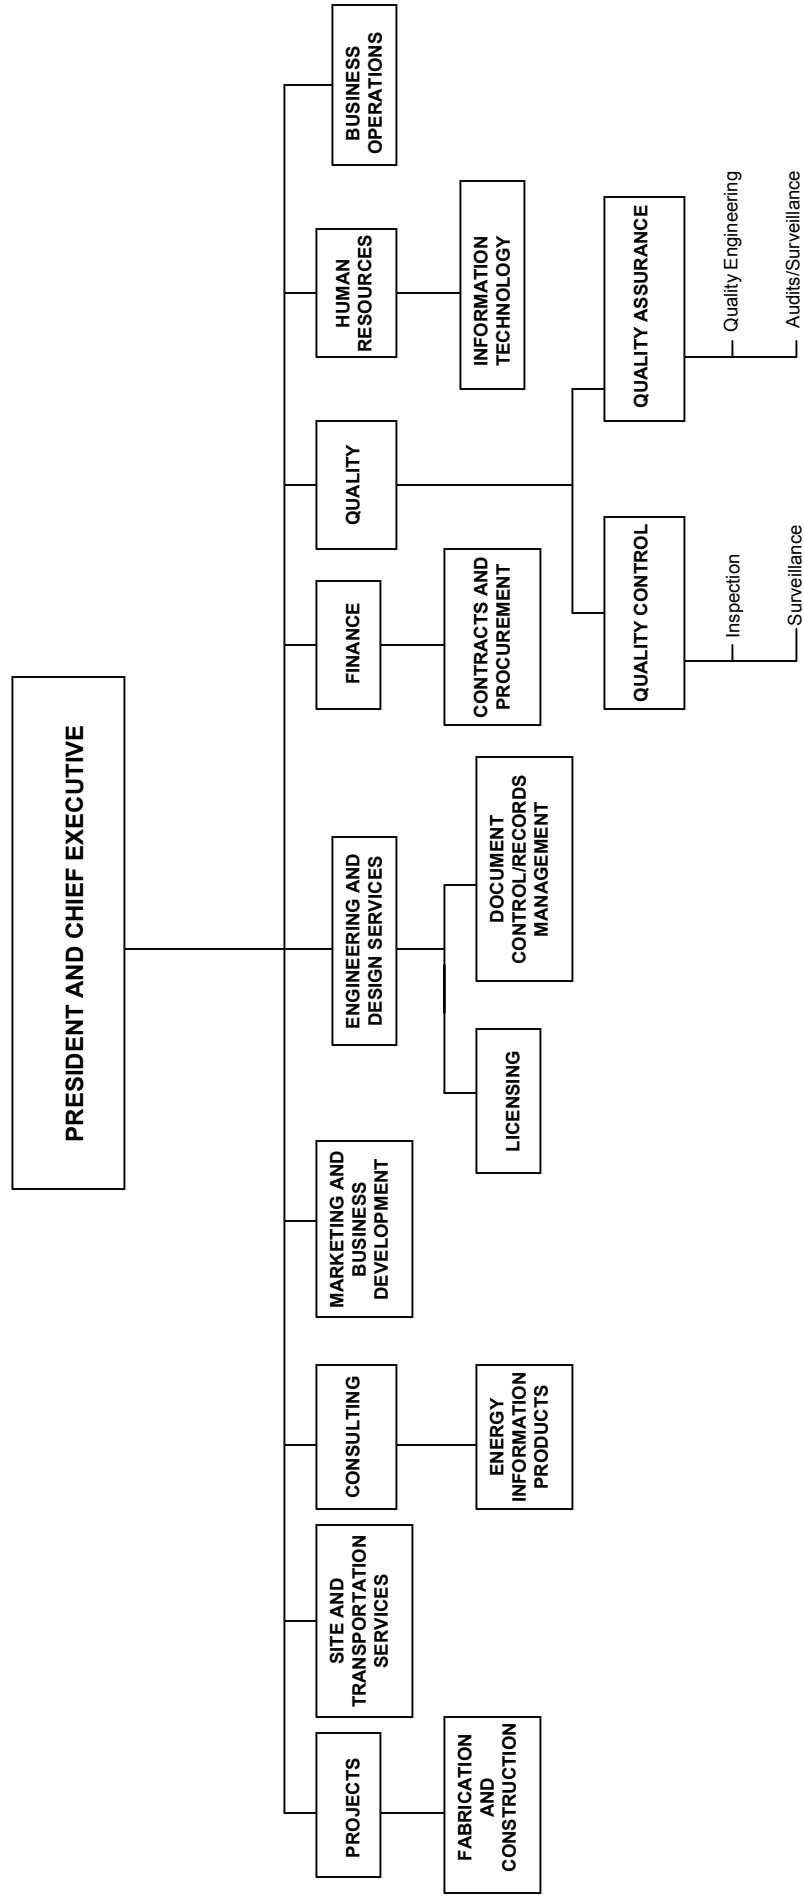 PRESIDENT AND CHIEF EXECUTIVE
PROJECTS
SITE AND
TRANSPORTATION
SERVICES
CONSULTING
MARKETING AND
BUSINESS
DEVELOPMENT
ENGINEERING AND
DESIGN SERVICES
FINANCE
QUALITY
HUMAN
RESOURCES
BUSINESS
OPERATIONS
FABRICATION
AND
CONSTRUCTION
ENERGY
INFORMATION
PRODUCTS
LICENSING
DOCUMENT
CONTROL/RECORDS
MANAGEMENT
CONTRACTS AND
PROCUREMENT
INFORMATION
TECHNOLOGY
QUALITY CONTROL
Inspection
Surveillance
QUALITY ASSURANCE
Quality Engineering
Audits/Surveillance